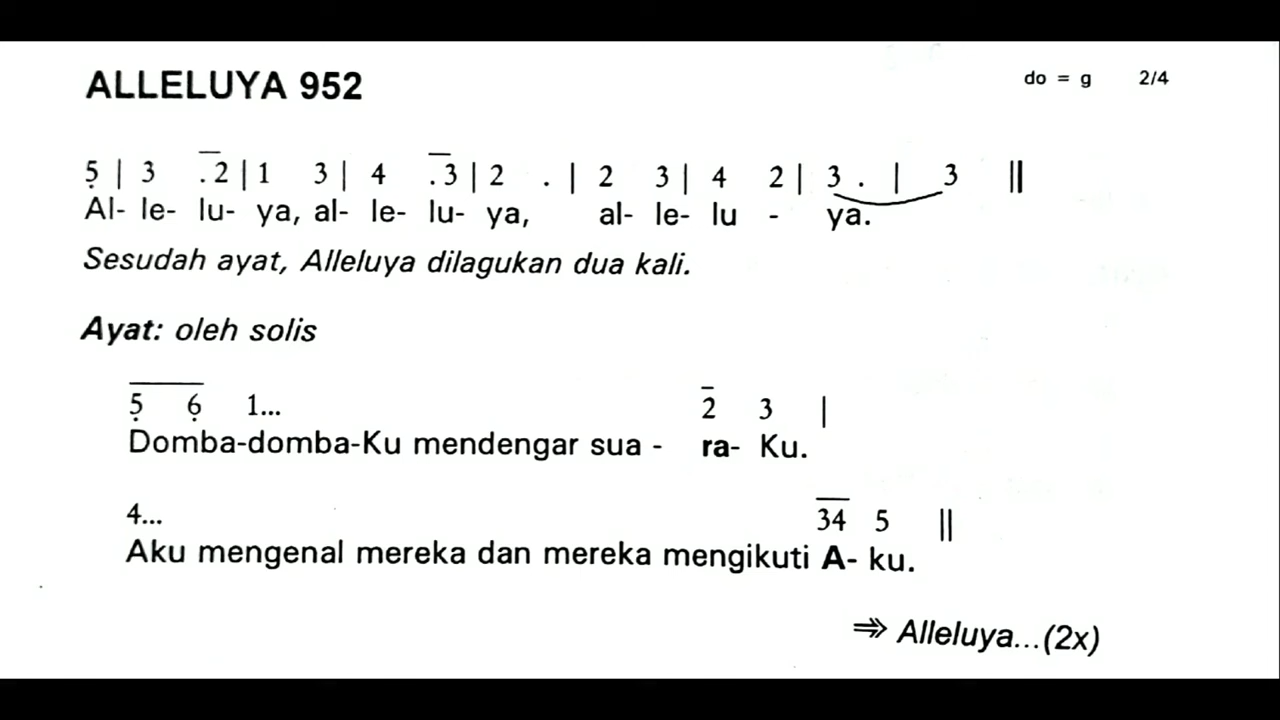 ALLELUYA 952 do = g 2/4
5̣ | 3 .2 | 1 3 | 4 .3 | 2 . | 2 3 | 4 2 | 3 . | 3 ||
Al- le- lu- ya, al- le- lu- ya, al- le- lu - ya.
Sesudah ayat, Alleluya dilagukan dua kali.
Ayat: oleh solis
5̣ 6̣ 1... 2 3 |
Domba-domba-Ku mendengar sua - ra- Ku.
4... 34 5 ||
Aku mengenal mereka dan mereka mengikuti A- ku.
⇒ Alleluya...(2x)